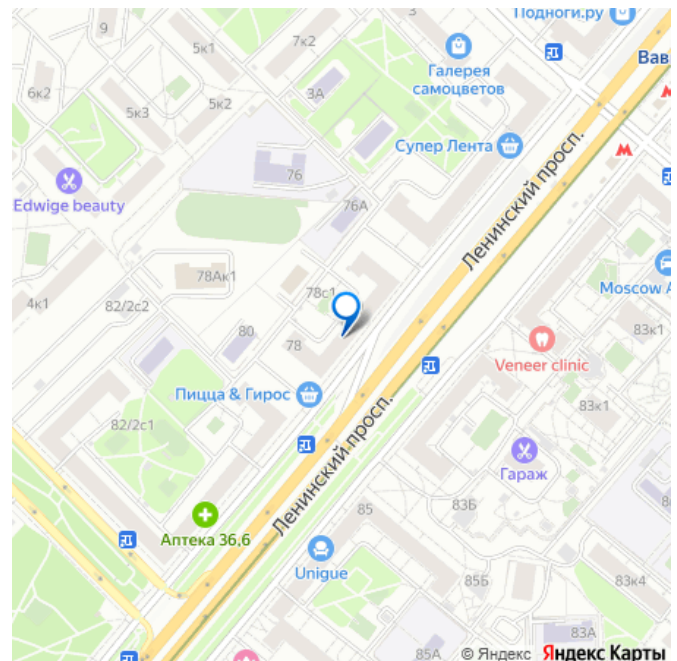 Подноги.ру
9
5к1
7к2
Галерея
самоцветов
6к2
3А
5к3
5к2
Супер Лента
76
Edwige beauty
76А
Ленинский просп.
78Ак1
78с1
4к1
82/2с2
Moscow
83к1
80
78
Veneer clinic
Пицца & Гирос
83к1
82/2с1
Ленинский просп.
Гараж
85
83Б
Аптека 36,6
Unigue
85Б
83к4
83А
85А
© Яндекс Яндекс Карты